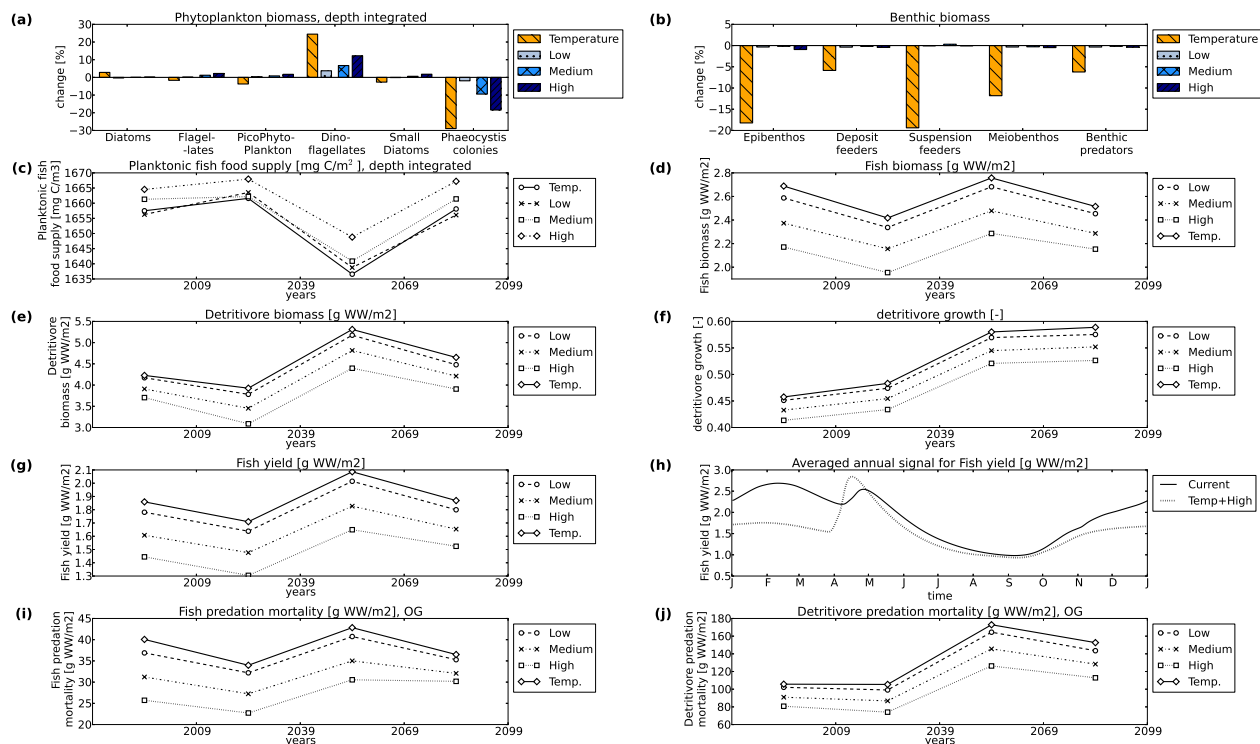 (a)
Phytoplankton biomass, depth integrated
change [%]
30
20
10
0
−10
−20
−30
Diatoms
Flagel-
-lates
PicoPhyto-
Plankton
Dino-
flagellates
Small
Diatoms
Phaeocystis
colonies
Temperature
Low
Medium
High
(b)
Benthic biomass
change [%]
5
0
−5
−10
−15
−20
Epibenthos
Deposit
feeders
Suspension
feeders
Meiobenthos
Benthic
predators
Temperature
Low
Medium
High
(c)
Planktonic fish food supply [mg C/m2 ], depth integrated
Planktonic fish
food supply [mg C/m3]
1670
1665
1660
1655
1650
1645
1640
1635
2009
2039
2069
2099
years
Temp.
Low
Medium
High
(d)
Fish biomass [g WW/m2]
Fish biomass [g WW/m2]
2.8
2.6
2.4
2.2
2.0
2009
2039
2069
2099
years
Low
Medium
High
Temp.
(e)
Detritivore biomass [g WW/m2]
Detritivore
biomass [g WW/m2]
5.5
5.0
4.5
4.0
3.5
3.0
2009
2039
2069
2099
years
Low
Medium
High
Temp.
(f)
detritivore growth [-]
detritivore growth [-]
0.60
0.55
0.50
0.45
0.40
2009
2039
2069
2099
years
Low
Medium
High
Temp.
(g)
Fish yield [g WW/m2]
Fish yield [g WW/m2]
2.1
2.0
1.9
1.8
1.7
1.6
1.5
1.4
1.3
2009
2039
2069
2099
years
Low
Medium
High
Temp.
(h)
Averaged annual signal for Fish yield [g WW/m2]
Fish yield [g WW/m2]
3.0
2.5
2.0
1.5
1.0
0.5
J F M A M J J A S O N D J
time
Current
Temp+High
(i)
Fish predation mortality [g WW/m2], OG
Fish predation
mortality [g WW/m2]
45
40
35
30
25
20
2009
2039
2069
2099
years
Low
Medium
High
Temp.
(j)
Detritivore predation mortality [g WW/m2], OG
Detritivore predation
mortality [g WW/m2]
180
160
140
120
100
80
60
2009
2039
2069
2099
years
Low
Medium
High
Temp.